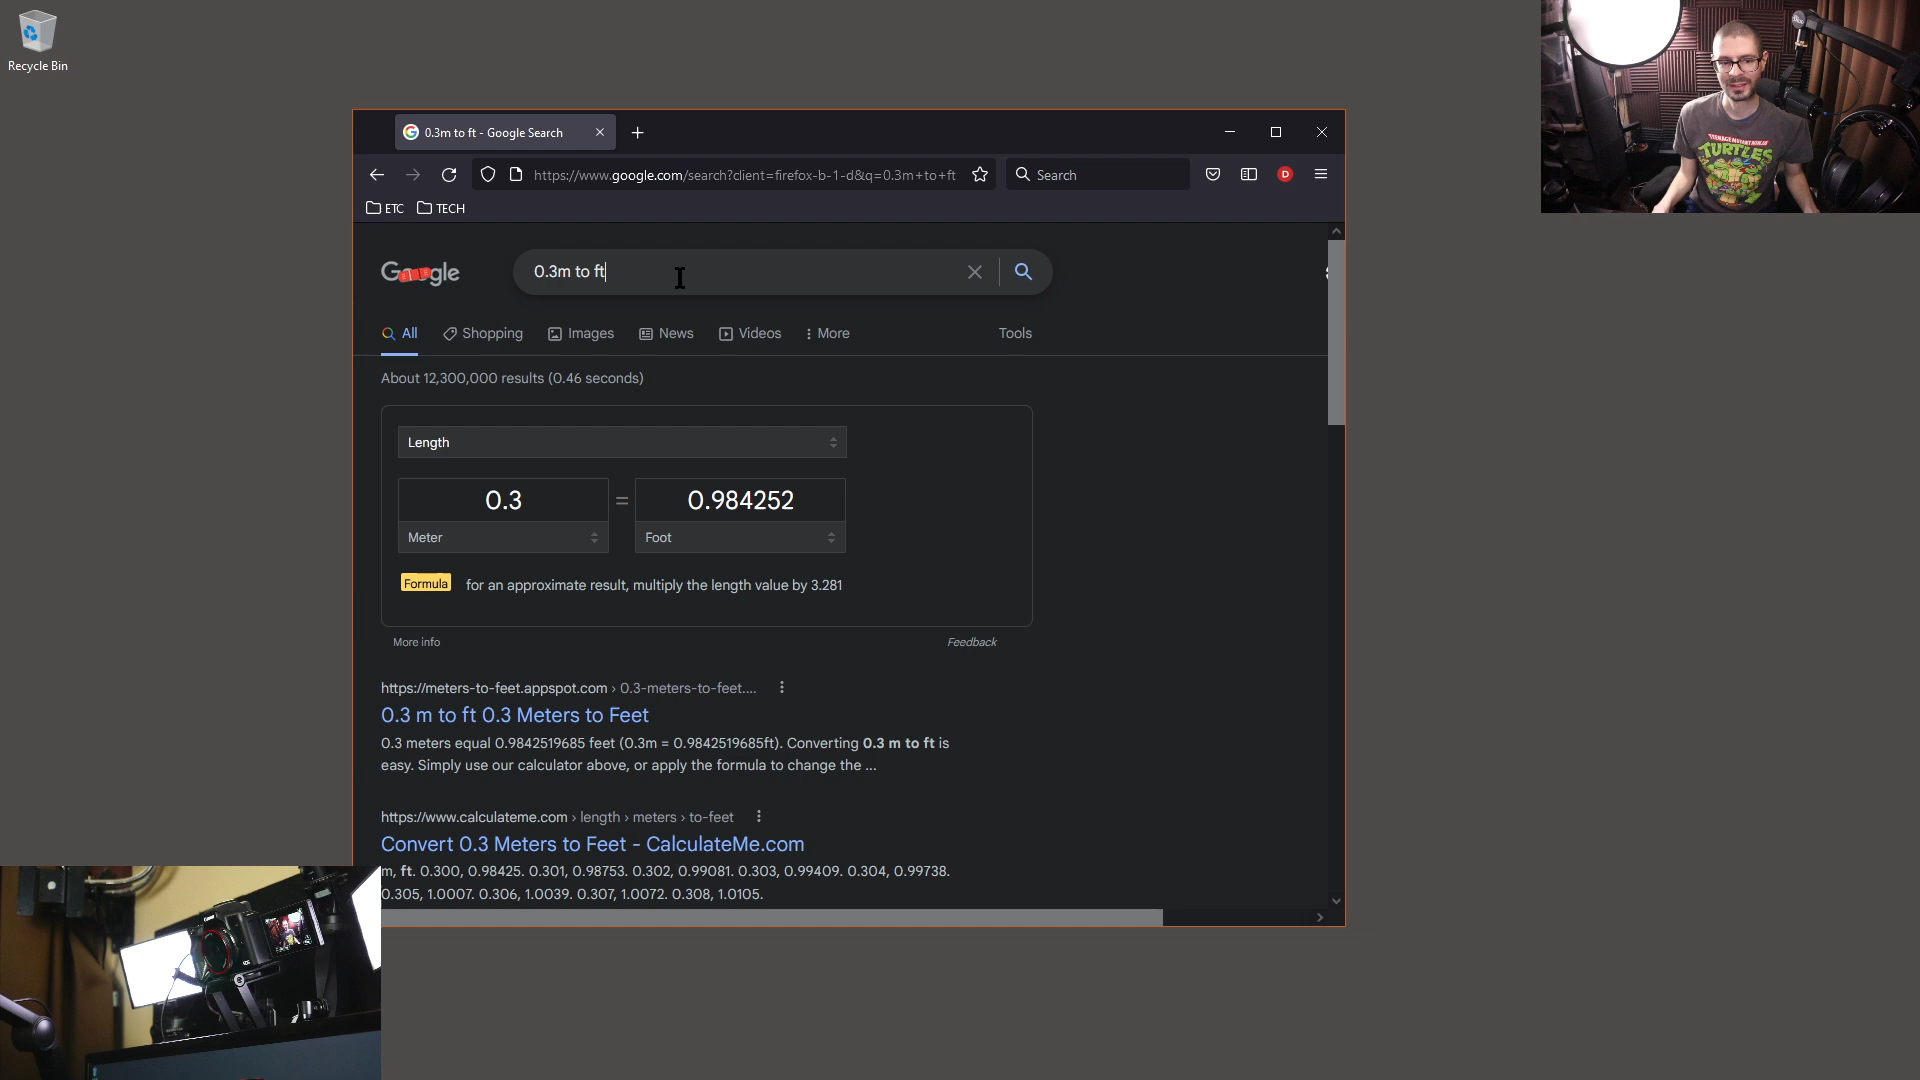 Recycle Bin
0.3m to ft - Google Search
https://www.google.com/search?client=firefox-b-1-d&q=0.3m+to+ft
Search
D
ETC
TECH
Google
0.3m to ft
All
Shopping
Images
News
Videos
More
Tools
About 12,300,000 results (0.46 seconds)
Length
0.3 = 0.984252
Meter
Foot
Formula for an approximate result, multiply the length value by 3.281
More info
Feedback
https://meters-to-feet.appspot.com › 0.3-meters-to-feet....
0.3 m to ft 0.3 Meters to Feet
0.3 meters equal 0.9842519685 feet (0.3m = 0.9842519685ft). Converting 0.3 m to ft is
easy. Simply use our calculator above, or apply the formula to change the ...
https://www.calculateme.com › length › meters › to-feet
Convert 0.3 Meters to Feet - CalculateMe.com
m, ft. 0.300, 0.98425. 0.301, 0.98753. 0.302, 0.99081. 0.303, 0.99409. 0.304, 0.99738.
0.305, 1.0007. 0.306, 1.0039. 0.307, 1.0072. 0.308, 1.0105.
TEENAGE MUTANT NINJA
TURTLES
Blue
Canon